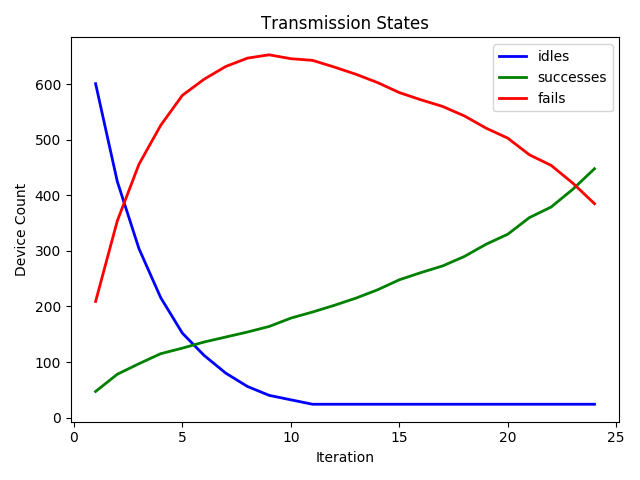 Transmission States
idles
successes
fails
Device Count
600
500
400
300
200
100
0
0 5 10 15 20 25
Iteration